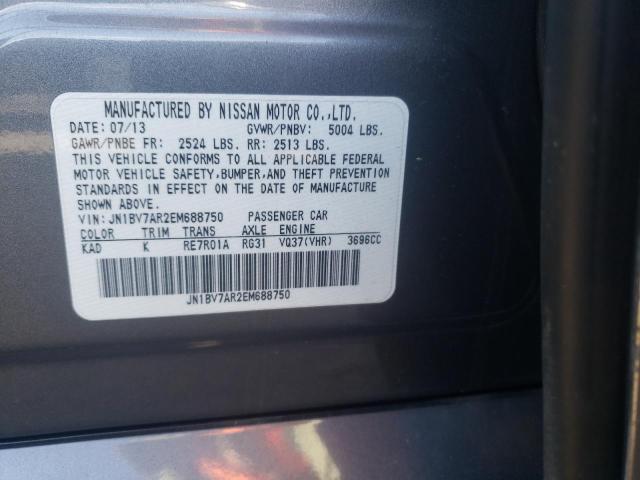 MANUFACTURED BY NISSAN MOTOR CO.,LTD.
DATE: 07/13 GVWR/PNBV: 5004 LBS.
GAWR/PNBE FR: 2524 LBS. RR: 2513 LBS.
THIS VEHICLE CONFORMS TO ALL APPLICABLE FEDERAL
MOTOR VEHICLE SAFETY,BUMPER,AND THEFT PREVENTION
STANDARDS IN EFFECT ON THE DATE OF MANUFACTURE
SHOWN ABOVE.
VIN: JN1BV7AR2EM688750 PASSENGER CAR
COLOR TRIM TRANS AXLE ENGINE
KAD K RE7R01A RG31 VQ37(VHR) 3696CC
JN1BV7AR2EM688750